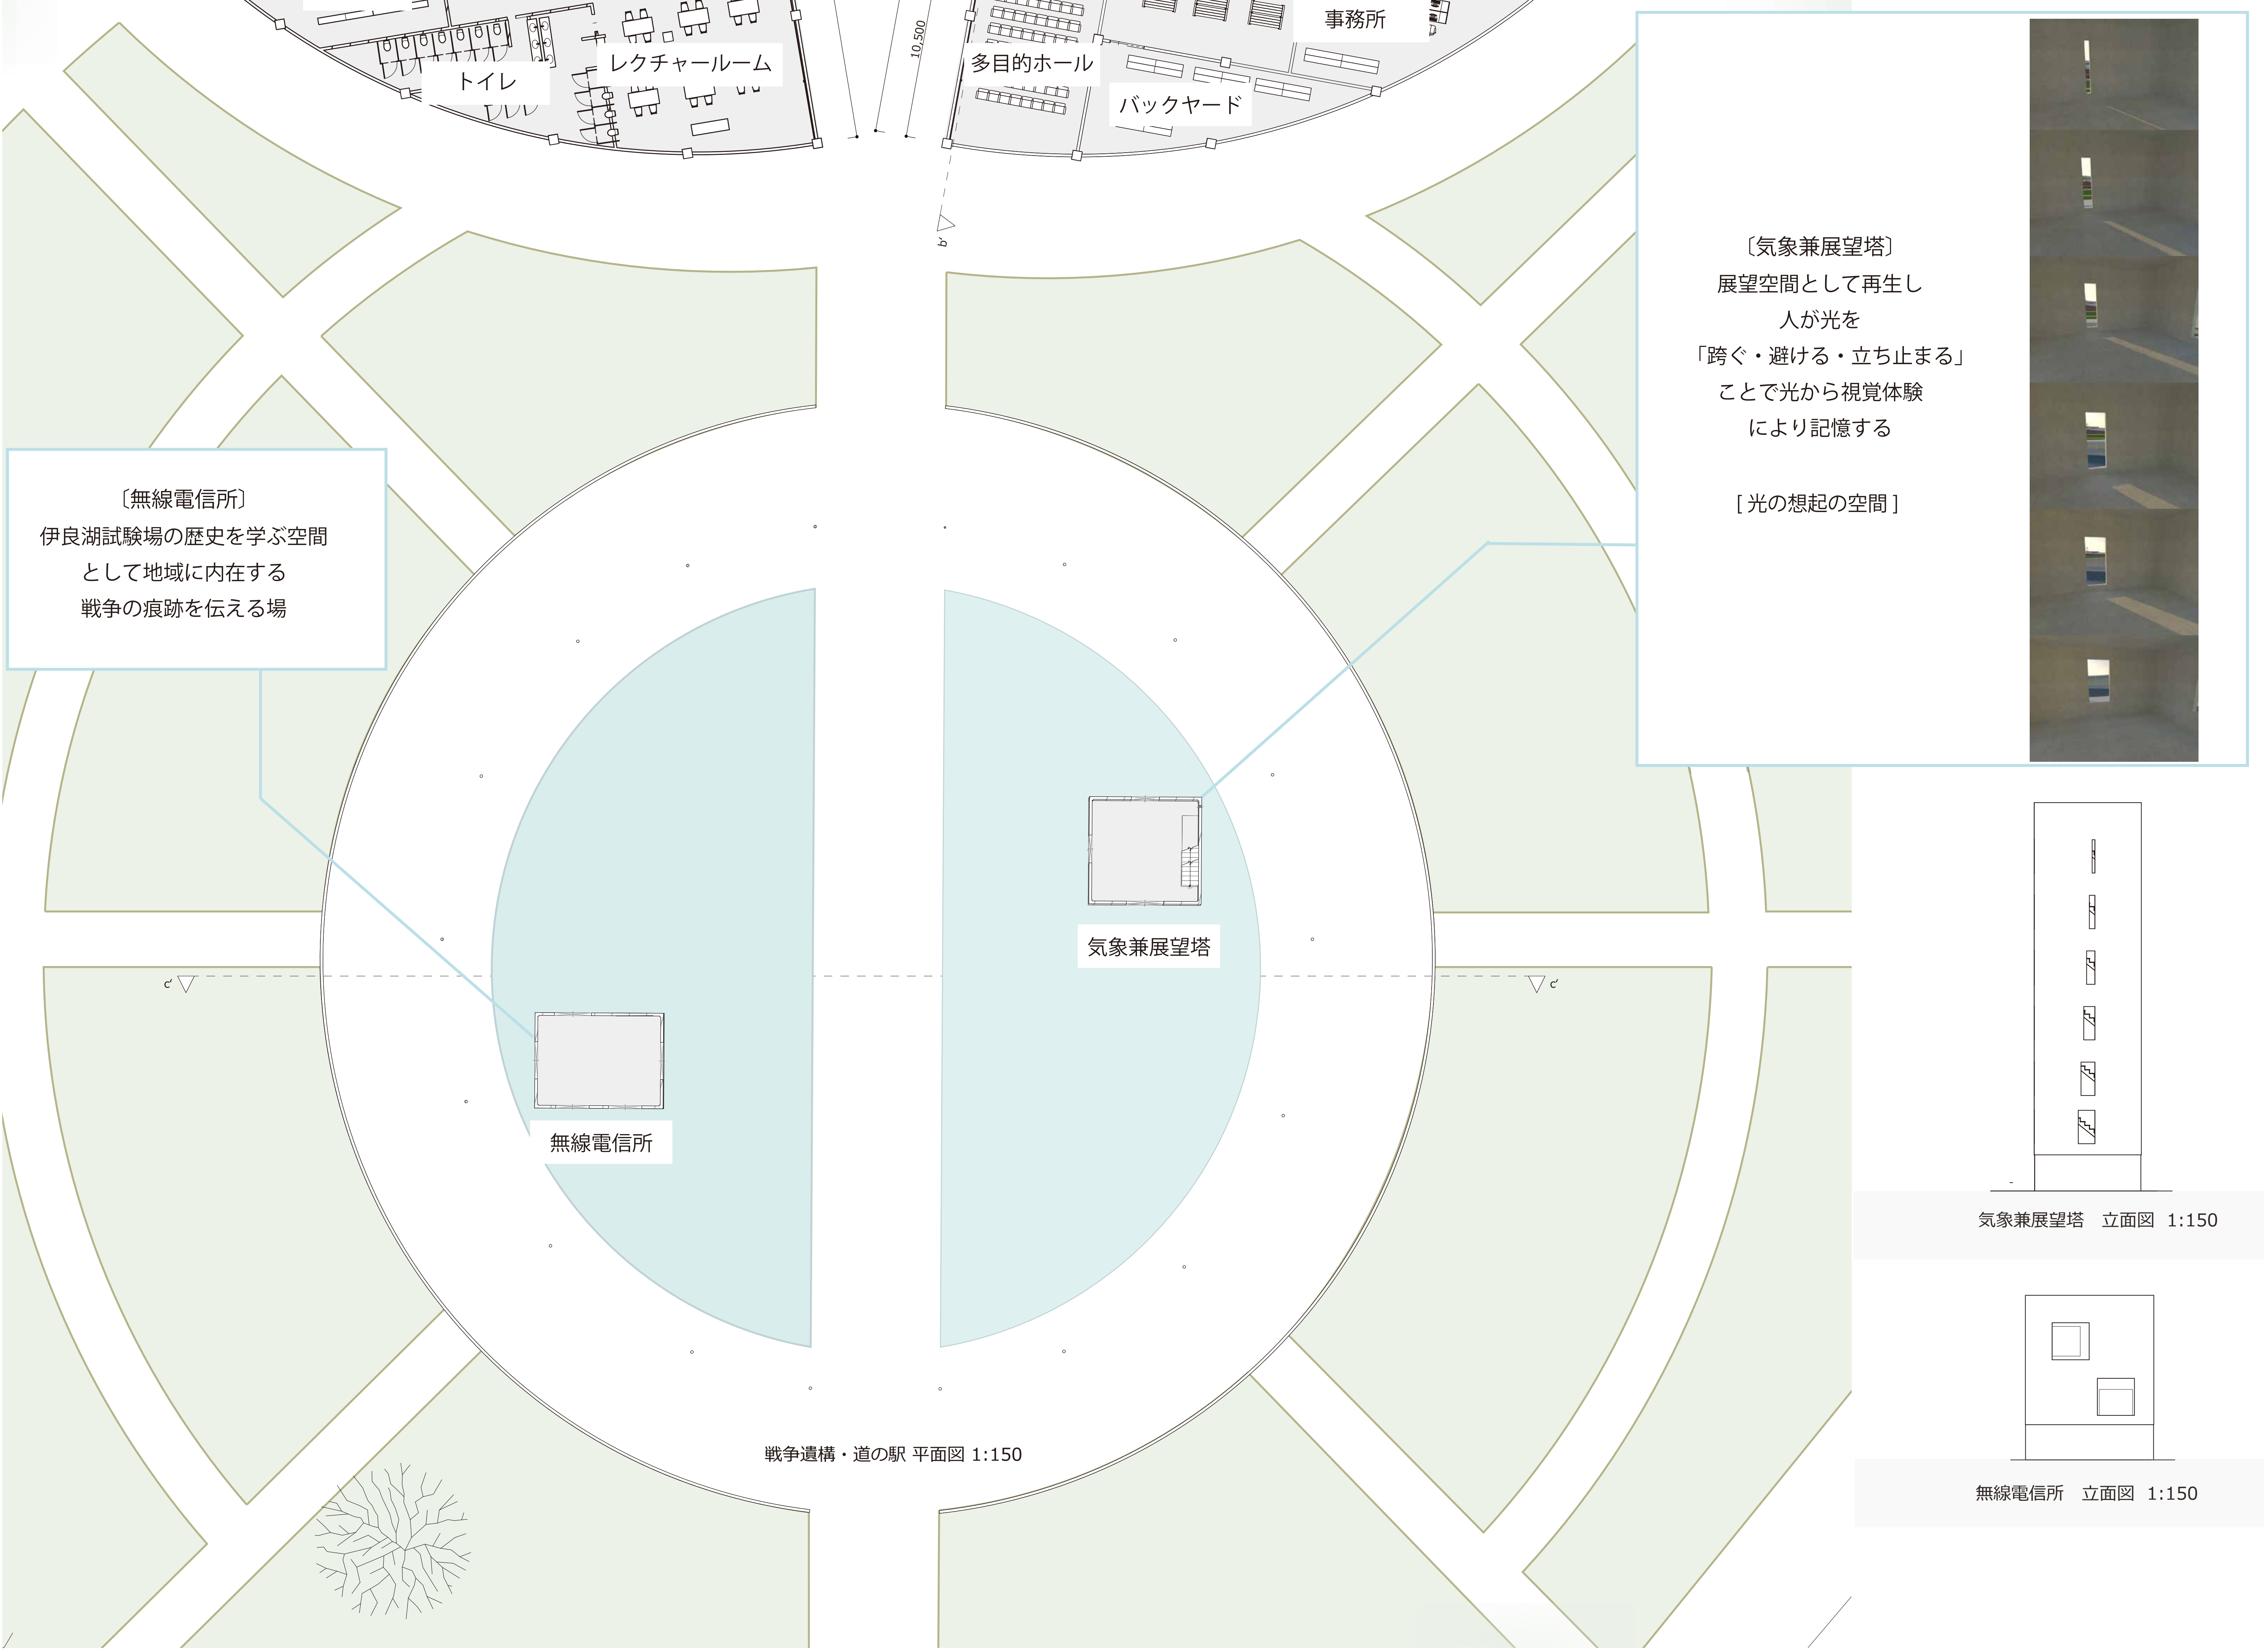 トイレ
レクチャールーム
10,500
多目的ホール
バックヤード
事務所
b'
〔気象兼展望塔〕
展望空間として再生し
人が光を
「跨ぐ・避ける・立ち止まる」
ことで光から視覚体験
により記憶する
[ 光の想起の空間 ]
〔無線電信所〕
伊良湖試験場の歴史を学ぶ空間
として地域に内在する
戦争の痕跡を伝える場
気象兼展望塔
c'
c'
無線電信所
戦争遺構・道の駅 平面図 1:150
気象兼展望塔　立面図 1:150
無線電信所　立面図 1:150